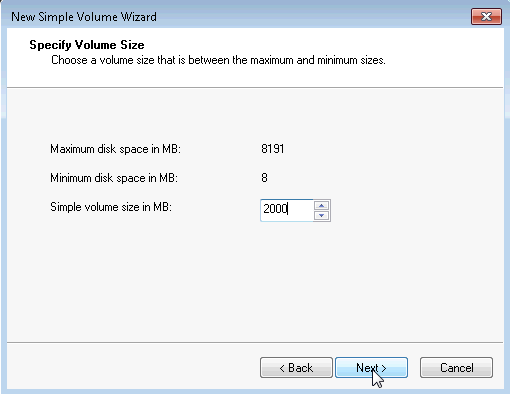 New Simple Volume Wizard
Specify Volume Size
Choose a volume size that is between the maximum and minimum sizes.
Maximum disk space in MB: 8191
Minimum disk space in MB: 8
Simple volume size in MB: 2000
< Back Next > Cancel